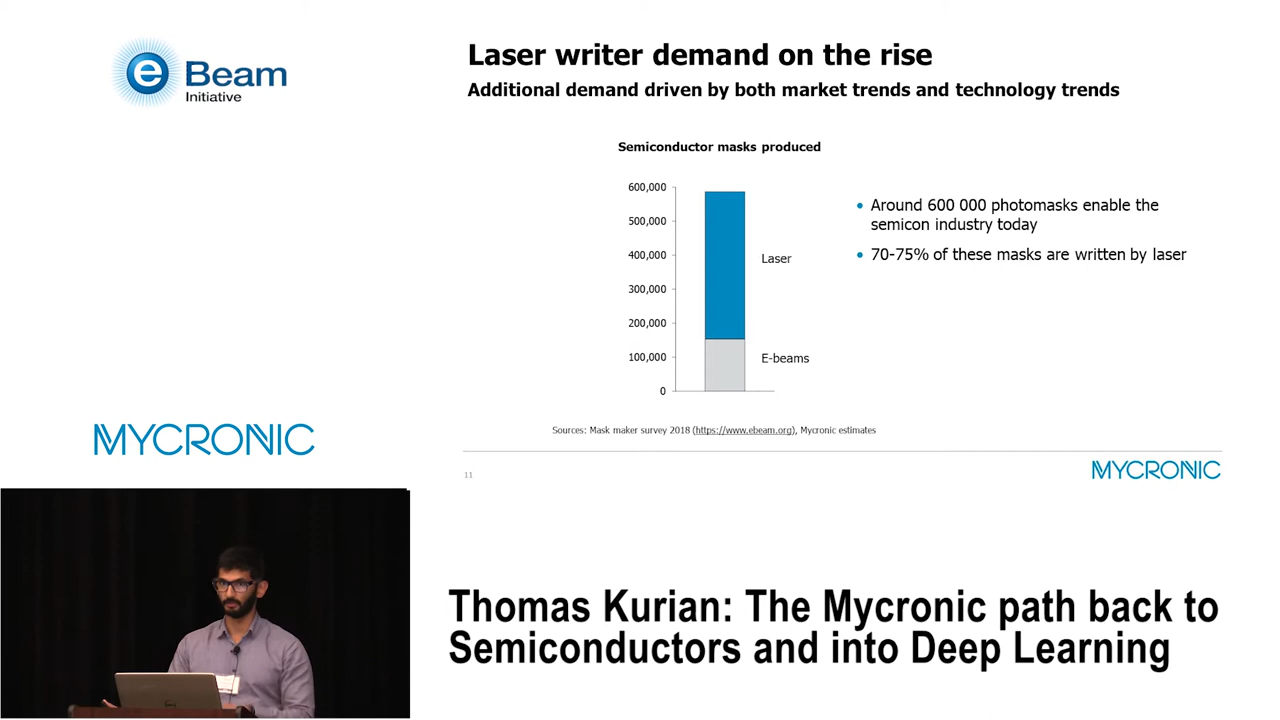 e Beam
Initiative
Laser writer demand on the rise
Additional demand driven by both market trends and technology trends
Semiconductor masks produced
600,000
500,000
400,000
300,000
200,000
100,000
0
Laser
E-beams
• Around 600 000 photomasks enable the
semicon industry today
• 70-75% of these masks are written by laser
Sources: Mask maker survey 2018 (https://www.ebeam.org), Mycronic estimates
11
MYCRONIC
MYCRONIC
Thomas Kurian: The Mycronic path back to
Semiconductors and into Deep Learning